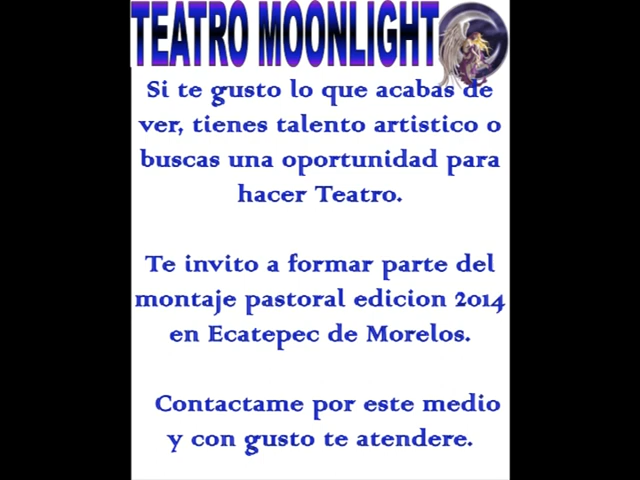 TEATRO MOONLIGHT
Si te gusto lo que acabas de
ver, tienes talento artistico o
buscas una oportunidad para
hacer Teatro.
Te invito a formar parte del
montaje pastoral edicion 2014
en Ecatepec de Morelos.
Contactame por este medio
y con gusto te atendere.